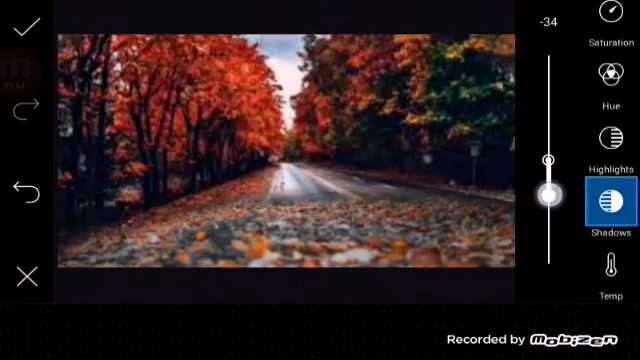 -34
Saturation
Hue
Highlights
Shadows
Temp
Recorded by Mobizen